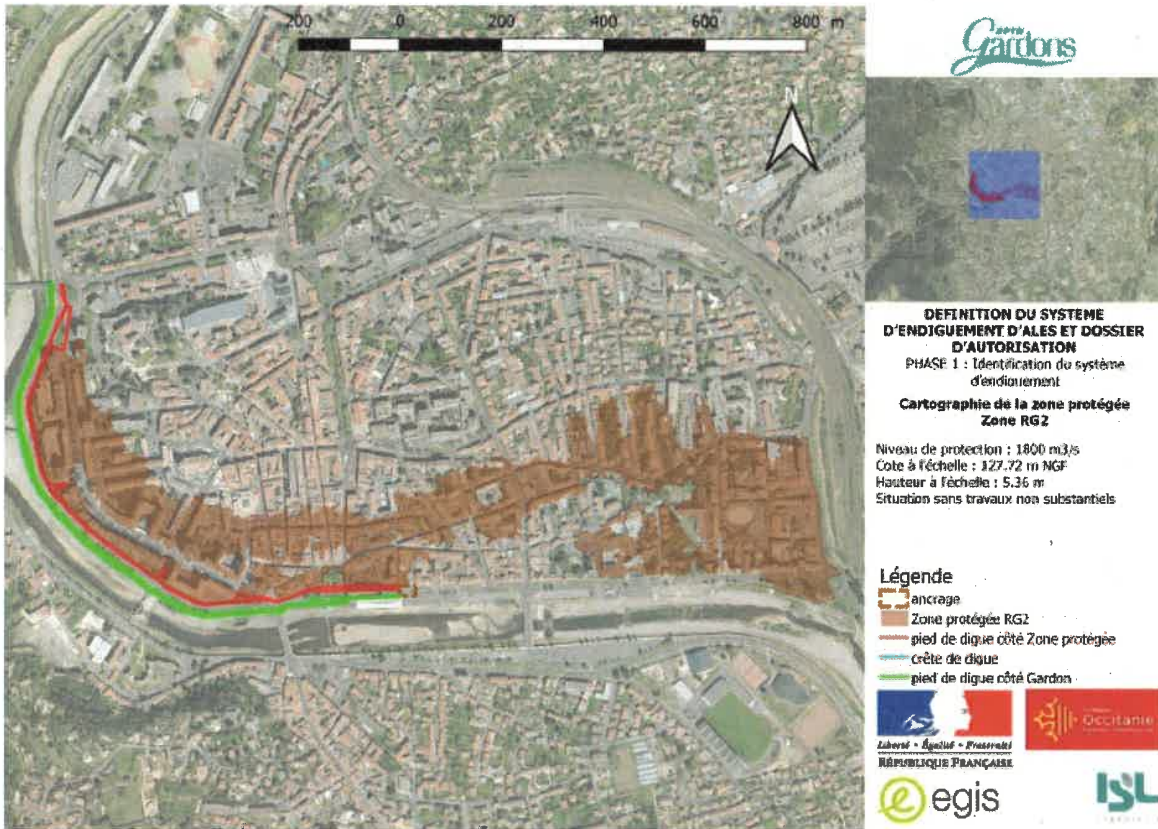 200 0 200 400 600 800 m
N
Gardons
DEFINITION DU SYSTEME
D'ENDIGUEMENT D'ALES ET DOSSIER
D'AUTORISATION
PHASE 1 : Identification du système
d'endiguement
Cartographie de la zone protégée
Zone RG2
Niveau de protection : 1800 m3/s
Cote à l'échelle : 127.72 m NGF
Hauteur à l'échelle : 5.36 m
Situation sans travaux non substantiels
Légende
ancrage
Zone protégée RG2
pied de digue côté Zone protégée
crête de digue
pied de digue côté Gardon
Liberté • Égalité • Fraternité
RÉPUBLIQUE FRANÇAISE
Occitanie
egis
ISL